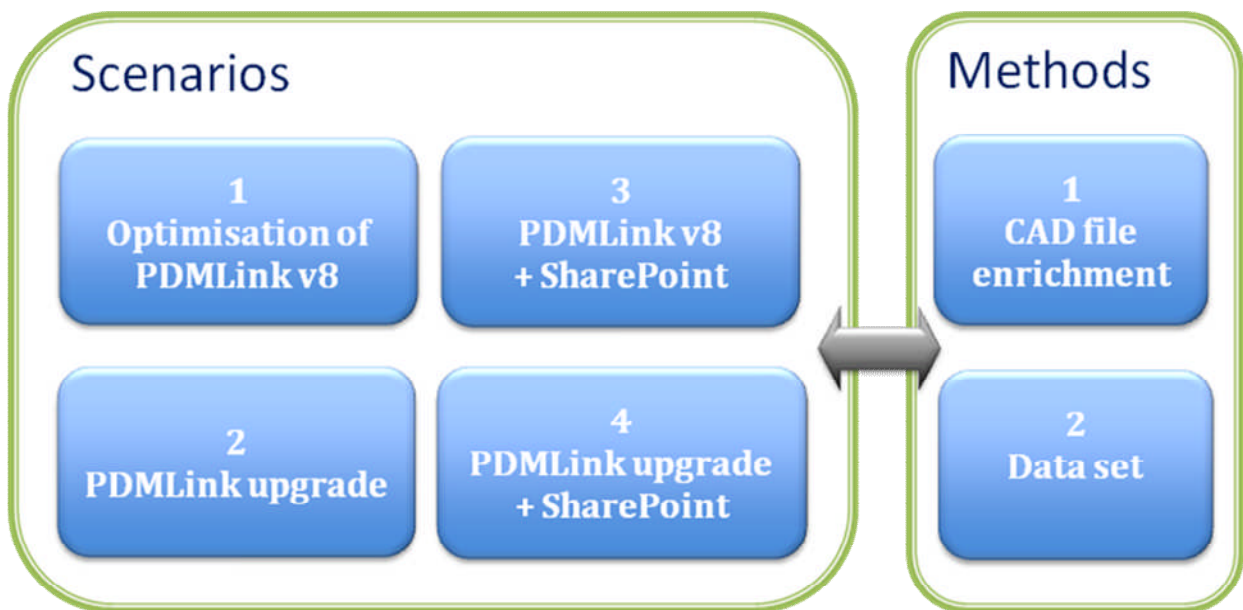 Scenarios
1
Optimisation of
PDMLink v8
3
PDMLink v8
+ SharePoint
2
PDMLink upgrade
4
PDMLink upgrade
+ SharePoint
Methods
1
CAD file
enrichment
2
Data set